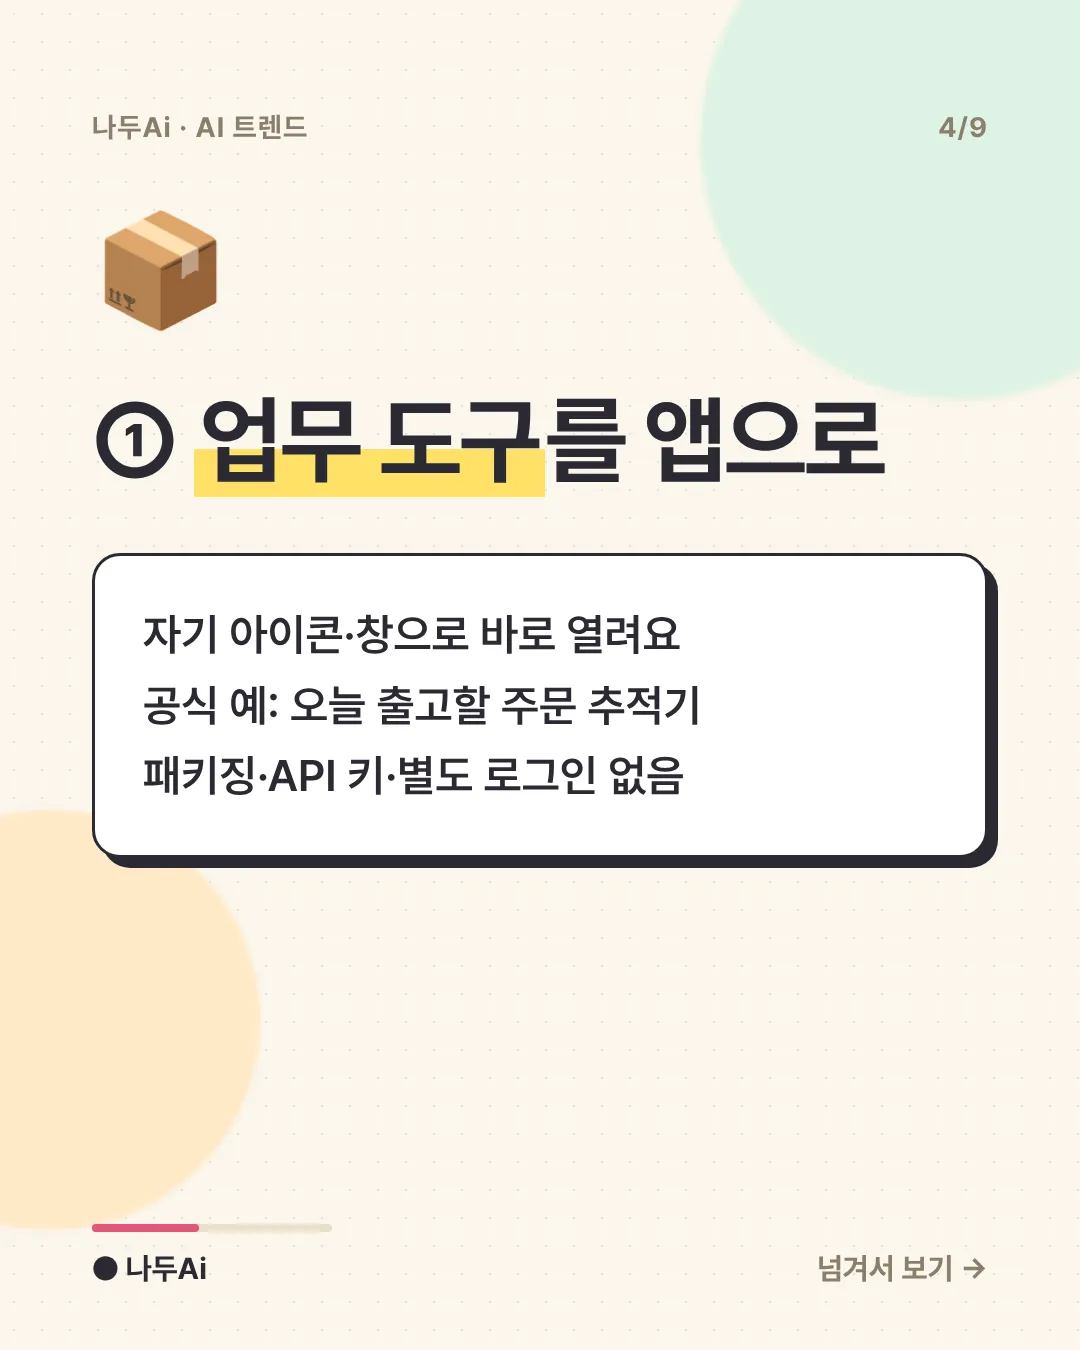 나두Ai · AI 트렌드
4/9
① 업무 도구를 앱으로
자기 아이콘·창으로 바로 열려요
공식 예: 오늘 출고할 주문 추적기
패키징·API 키·별도 로그인 없음
나두Ai
넘겨서 보기 →